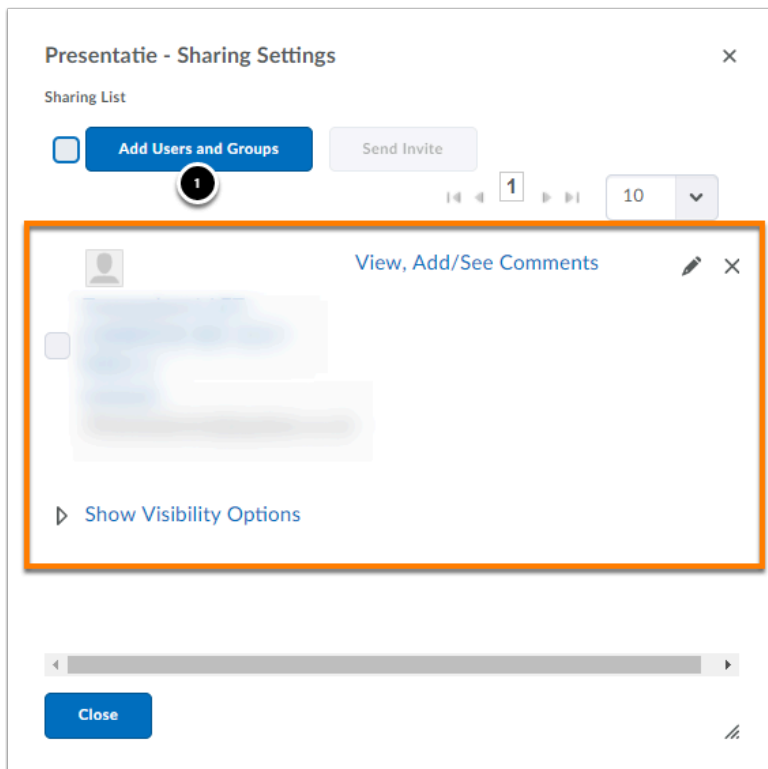 Presentatie - Sharing Settings
Sharing List
Add Users and Groups
Send Invite
1
1
10
View, Add/See Comments
Show Visibility Options
Close